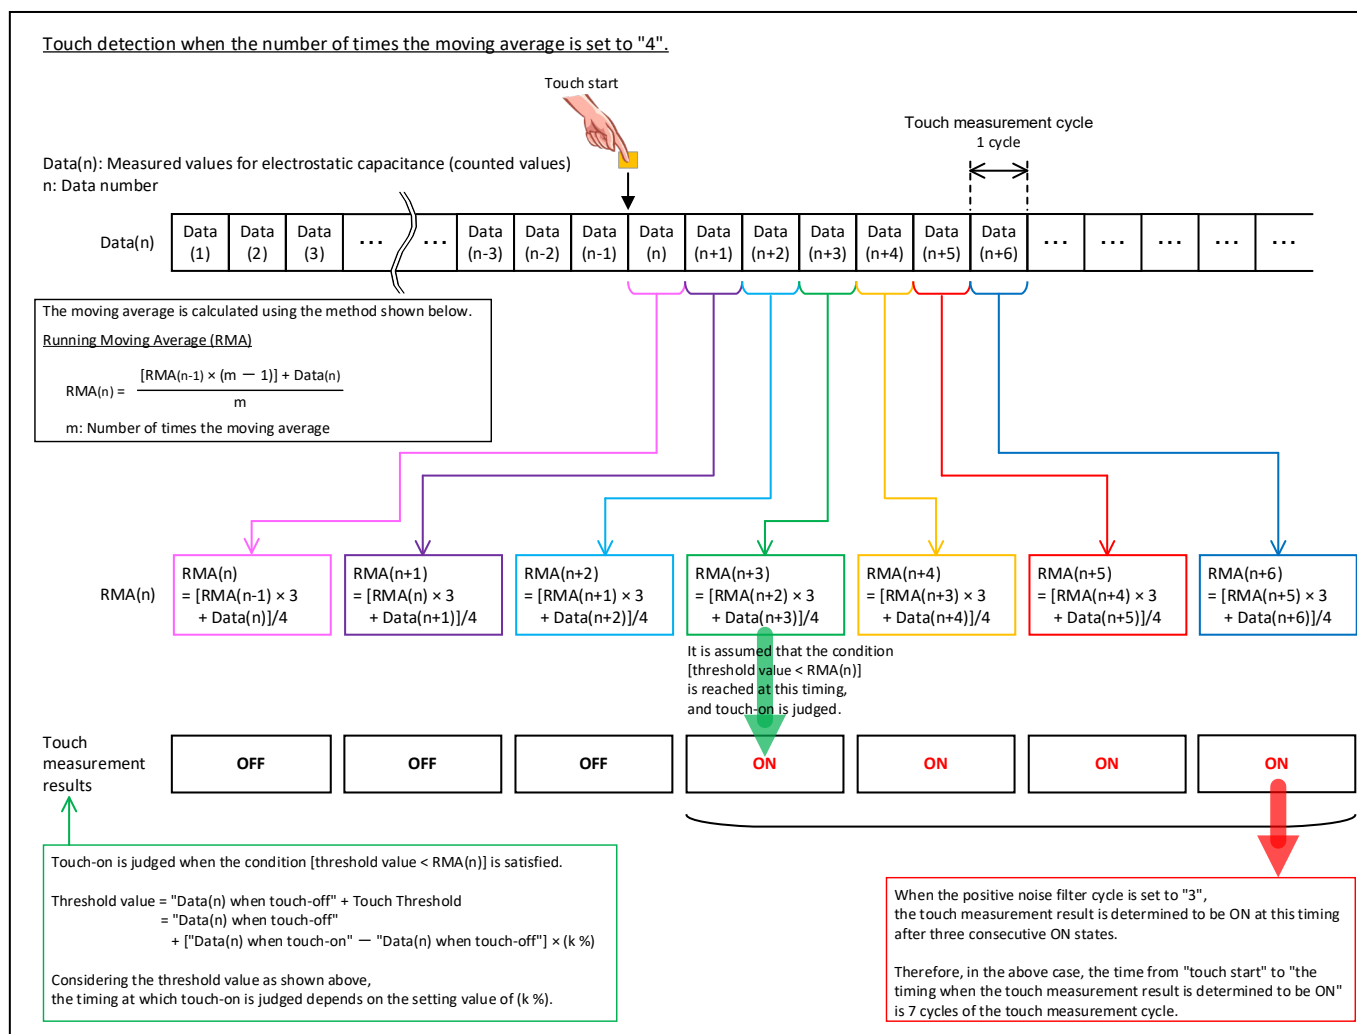 Touch detection when the number of times the moving average is set to "4".
Touch start
Touch measurement cycle
1 cycle
Data(n): Measured values for electrostatic capacitance (counted values)
n: Data number
Data(n)
Data (1)
Data (2)
Data (3)
...
...
Data (n-3)
Data (n-2)
Data (n-1)
Data (n)
Data (n+1)
Data (n+2)
Data (n+3)
Data (n+4)
Data (n+5)
Data (n+6)
...
...
...
...
...
The moving average is calculated using the method shown below.
Running Moving Average (RMA)
RMA(n) = [RMA(n-1) × (m － 1)] + Data(n)
m
m: Number of times the moving average
RMA(n)
RMA(n)
= [RMA(n-1) × 3
+ Data(n)]/4
RMA(n+1)
= [RMA(n) × 3
+ Data(n+1)]/4
RMA(n+2)
= [RMA(n+1) × 3
+ Data(n+2)]/4
RMA(n+3)
= [RMA(n+2) × 3
+ Data(n+3)]/4
RMA(n+4)
= [RMA(n+3) × 3
+ Data(n+4)]/4
RMA(n+5)
= [RMA(n+4) × 3
+ Data(n+5)]/4
RMA(n+6)
= [RMA(n+5) × 3
+ Data(n+6)]/4
It is assumed that the condition
[threshold value < RMA(n)]
is reached at this timing,
and touch-on is judged.
Touch
measurement
results
OFF
OFF
OFF
ON
ON
ON
ON
Touch-on is judged when the condition [threshold value < RMA(n)] is satisfied.
Threshold value = "Data(n) when touch-off" + Touch Threshold
= "Data(n) when touch-off"
+ ["Data(n) when touch-on" － "Data(n) when touch-off"] × (k %)
Considering the threshold value as shown above,
the timing at which touch-on is judged depends on the setting value of (k %).
When the positive noise filter cycle is set to "3",
the touch measurement result is determined to be ON at this timing
after three consecutive ON states.
Therefore, in the above case, the time from "touch start" to "the
timing when the touch measurement result is determined to be ON"
is 7 cycles of the touch measurement cycle.